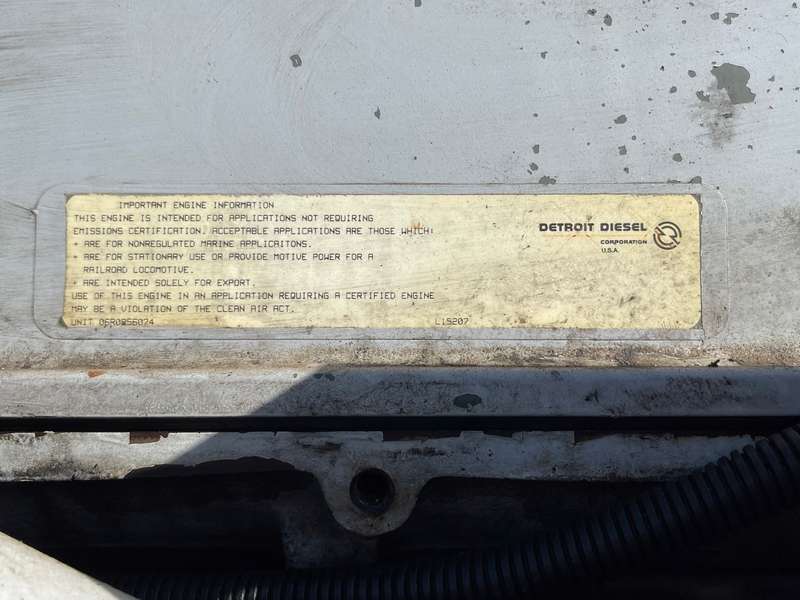 IMPORTANT ENGINE INFORMATION
THIS ENGINE IS INTENDED FOR APPLICATIONS NOT REQUIRING
EMISSIONS CERTIFICATION. ACCEPTABLE APPLICATIONS ARE THOSE WHICH:
* ARE FOR NONREGULATED MARINE APPLICAITONS.
* ARE FOR STATIONARY USE OR PROVIDE MOTIVE POWER FOR A
RAILROAD LOCOMOTIVE.
* ARE INTENDED SOLELY FOR EXPORT.
USE OF THIS ENGINE IN AN APPLICATION REQUIRING A CERTIFIED ENGINE
MAY BE A VIOLATION OF THE CLEAN AIR ACT.
UNIT 06R0856074 L15207
DETROIT DIESEL
CORPORATION
U.S.A.